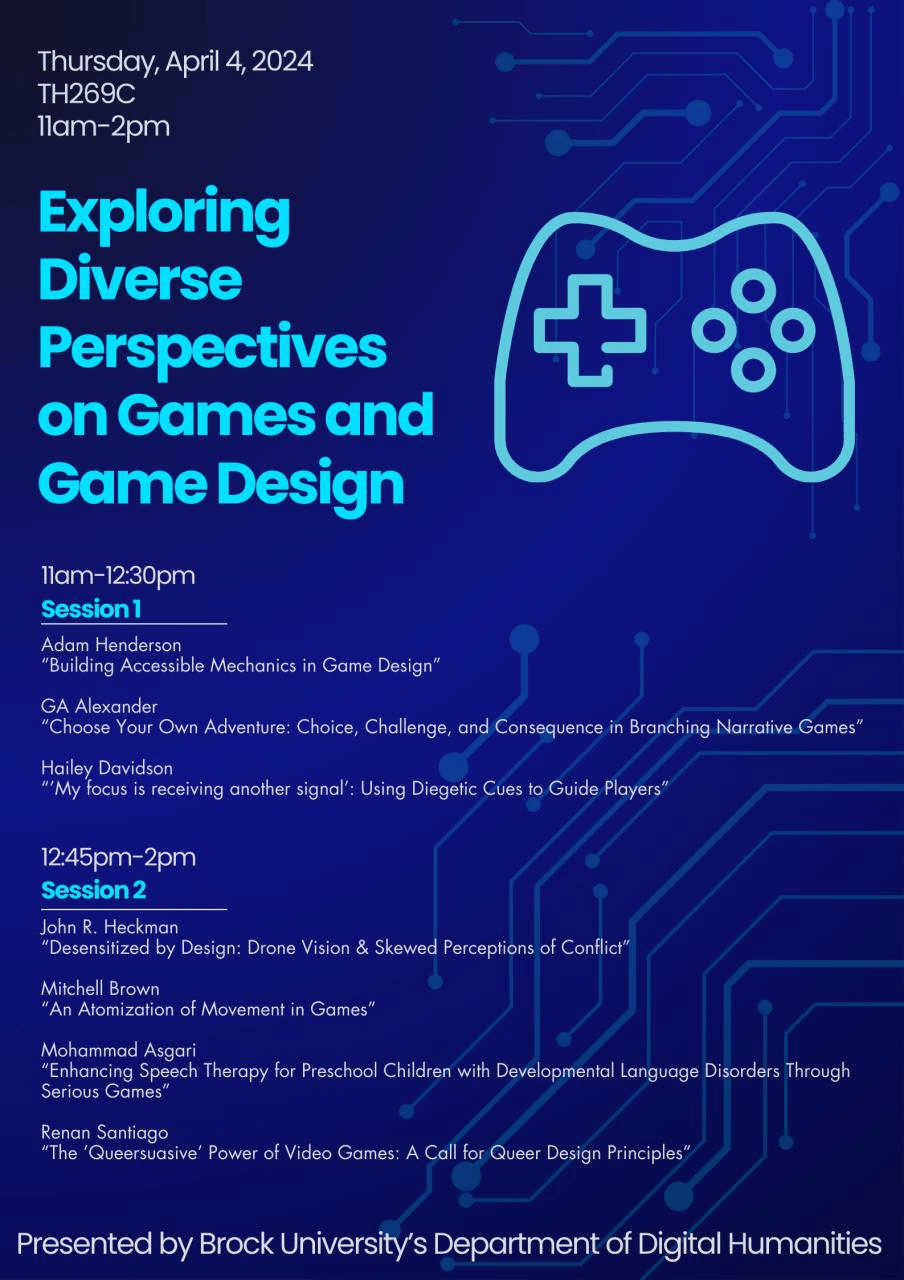 Thursday, April 4, 2024
TH269C
11am-2pm
Exploring
Diverse
Perspectives
on Games and
Game Design
11am-12:30pm
Session 1
Adam Henderson
“Building Accessible Mechanics in Game Design”
GA Alexander
“Choose Your Own Adventure: Choice, Challenge, and Consequence in Branching Narrative Games”
Hailey Davidson
“‘My focus is receiving another signal’: Using Diegetic Cues to Guide Players”
12:45pm-2pm
Session 2
John R. Heckman
“Desensitized by Design: Drone Vision & Skewed Perceptions of Conflict”
Mitchell Brown
“An Atomization of Movement in Games”
Mohammad Asgari
“Enhancing Speech Therapy for Preschool Children with Developmental Language Disorders Through
Serious Games”
Renan Santiago
“The ‘Queersuasive’ Power of Video Games: A Call for Queer Design Principles”
Presented by Brock University’s Department of Digital Humanities